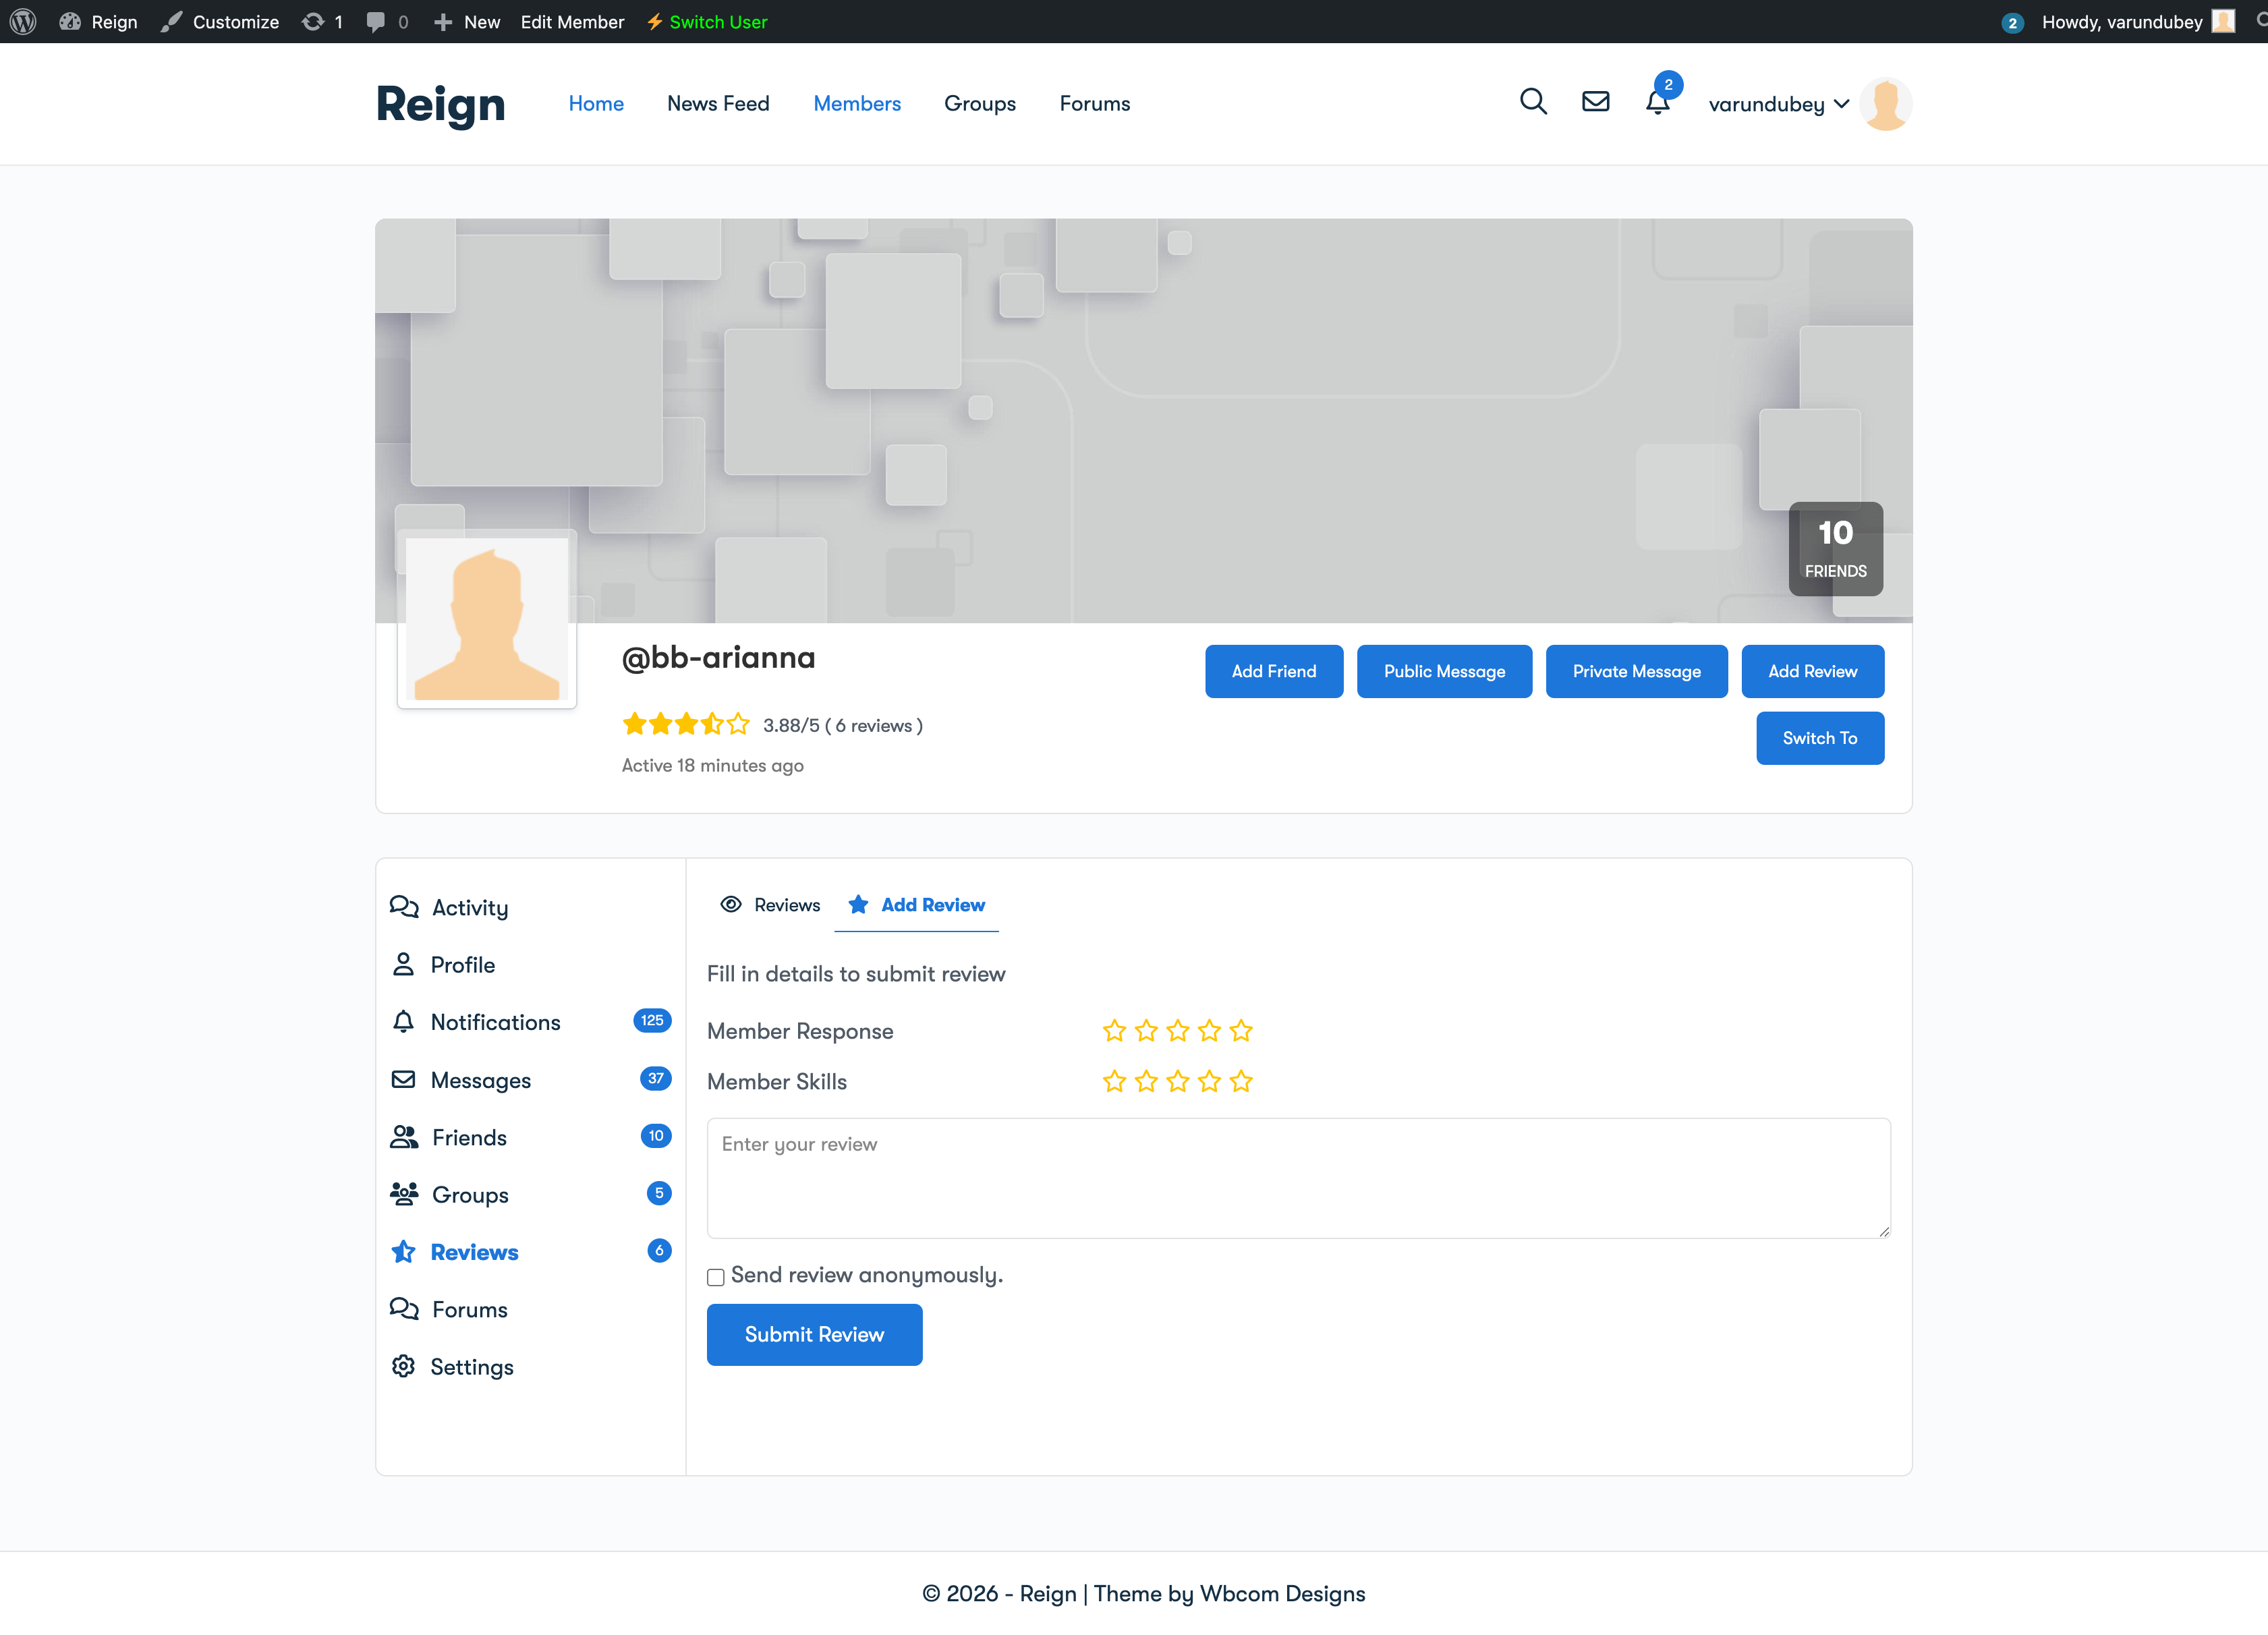 Reign Customize 1 0 New Edit Member Switch User 2 Howdy, varundubey
Reign Home News Feed Members Groups Forums 2 varundubey
10
FRIENDS
@bb-arianna
Add Friend Public Message Private Message Add Review
3.88/5 ( 6 reviews )
Switch To
Active 18 minutes ago
Activity
Profile
Notifications 125
Messages 37
Friends 10
Groups 5
Reviews 6
Forums
Settings
Reviews Add Review
Fill in details to submit review
Member Response
Member Skills
Enter your review
Send review anonymously.
Submit Review
© 2026 - Reign | Theme by Wbcom Designs